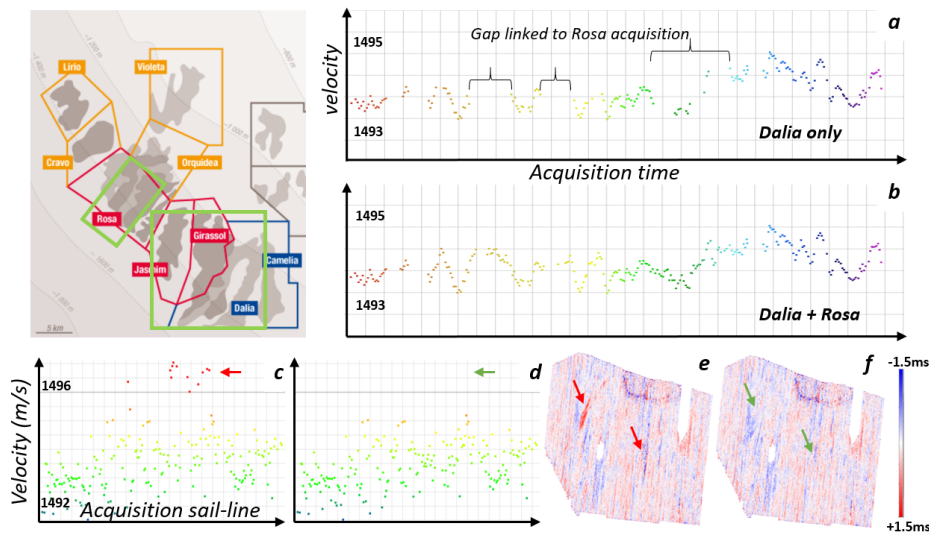 Lirio
Violeta
Cravo
Orquidea
Rosa
Girassol
Jasmim
Camelia
Dalia
5 km
velocity
1495
Gap linked to Rosa acquisition
a
1493
Dalia only
Acquisition time
1495
b
1493
Dalia + Rosa
Velocity (m/s)
1496
c
d
e
f
-1.5ms
1492
Acquisition sail-line
+1.5ms